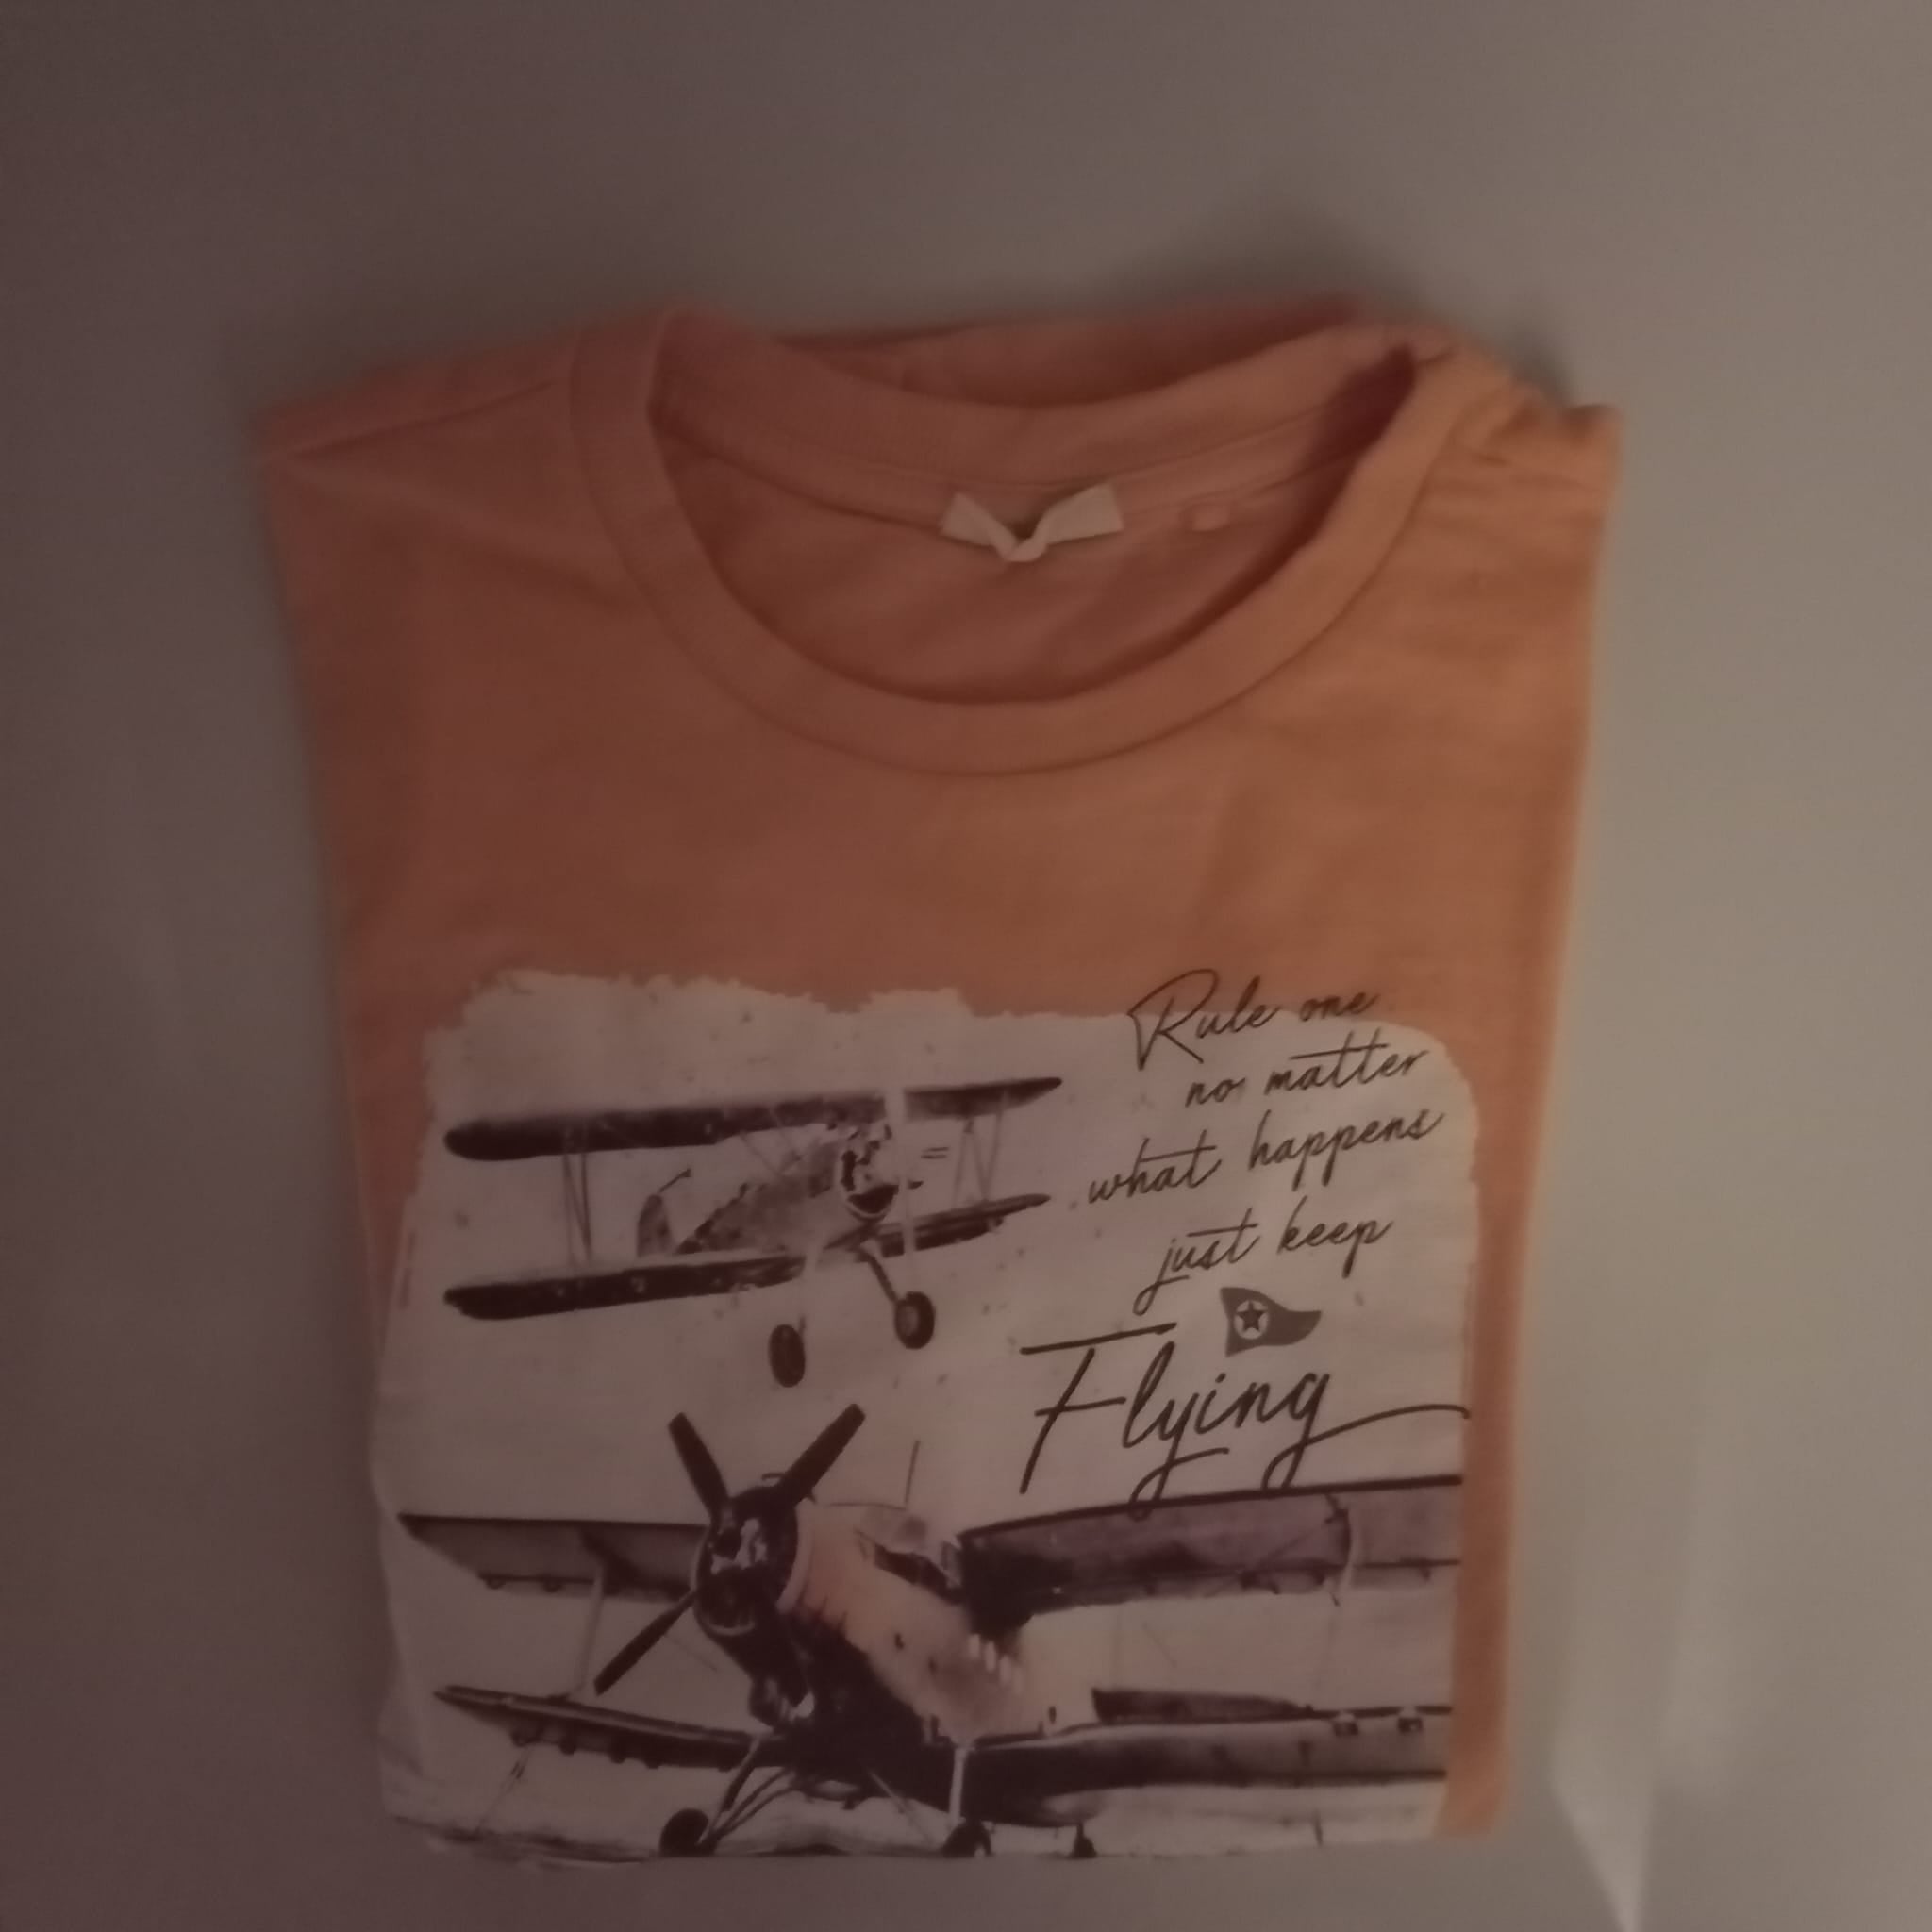 Rule one
no matter
what happens
just keep
Flying